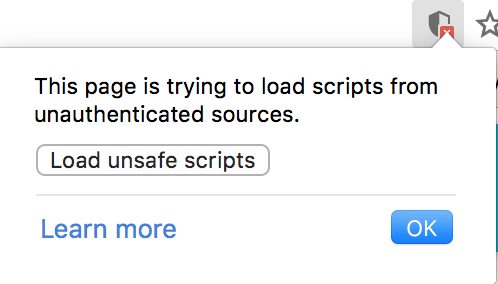 This page is trying to load scripts from
unauthenticated sources.
Load unsafe scripts
Learn more
OK